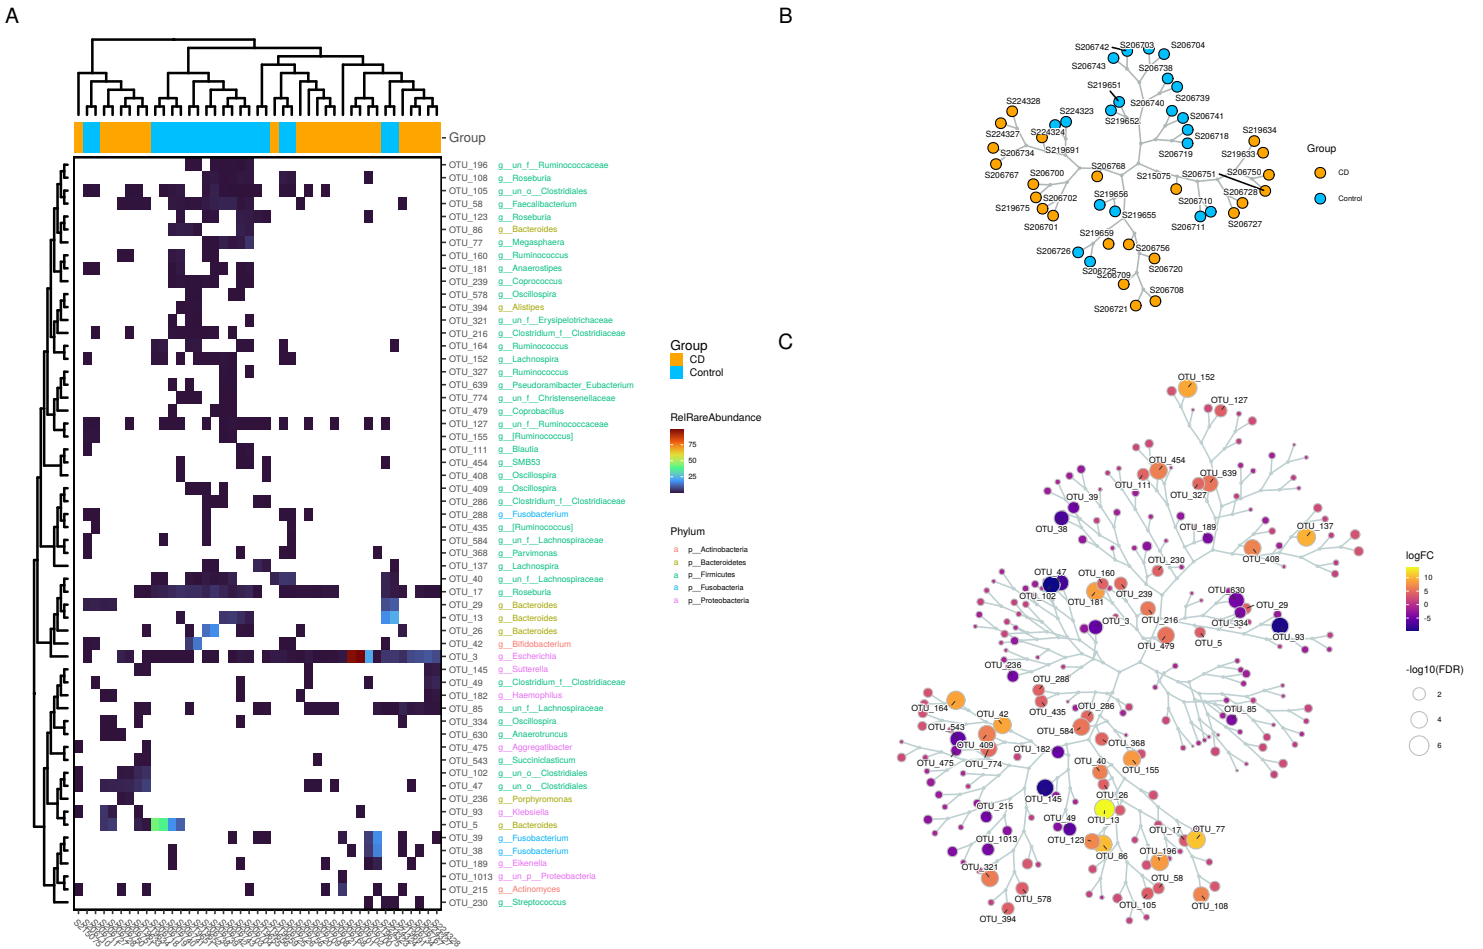 A
Group
OTU_196 g__un_f__Ruminococcaceae
OTU_108 g__Roseburia
OTU_105 g__un_o__Clostridiales
OTU_58 g__Faecalibacterium
OTU_123 g__Roseburia
OTU_86 g__Bacteroides
OTU_77 g__Megasphaera
OTU_160 g__Ruminococcus
OTU_181 g__Anaerostipes
OTU_239 g__Coprococcus
OTU_578 g__Oscillospira
OTU_394 g__Alistipes
OTU_321 g__un_f__Erysipelotrichaceae
OTU_216 g__Clostridium_f__Clostridiaceae
OTU_164 g__Ruminococcus
OTU_152 g__Lachnospira
OTU_327 g__Ruminococcus
OTU_639 g__Pseudoramibacter_Eubacterium
OTU_774 g__un_f__Christensenellaceae
OTU_479 g__Coprobacillus
OTU_127 g__un_f__Ruminococcaceae
OTU_155 g__[Ruminococcus]
OTU_111 g__Blautia
OTU_454 g__SMB53
OTU_408 g__Oscillospira
OTU_409 g__Oscillospira
OTU_286 g__Clostridium_f__Clostridiaceae
OTU_288 g__Fusobacterium
OTU_435 g__[Ruminococcus]
OTU_584 g__un_f__Lachnospiraceae
OTU_368 g__Parvimonas
OTU_137 g__Lachnospira
OTU_40 g__un_f__Lachnospiraceae
OTU_17 g__Roseburia
OTU_29 g__Bacteroides
OTU_13 g__Bacteroides
OTU_26 g__Bacteroides
OTU_42 g__Bifidobacterium
OTU_3 g__Escherichia
OTU_145 g__Sutterella
OTU_49 g__Clostridium_f__Clostridiaceae
OTU_182 g__Haemophilus
OTU_85 g__un_f__Lachnospiraceae
OTU_334 g__Oscillospira
OTU_630 g__Anaerotruncus
OTU_475 g__Aggregatibacter
OTU_543 g__Succiniclasticum
OTU_102 g__un_o__Clostridiales
OTU_47 g__un_o__Clostridiales
OTU_236 g__Porphyromonas
OTU_93 g__Klebsiella
OTU_5 g__Bacteroides
OTU_39 g__Fusobacterium
OTU_38 g__Fusobacterium
OTU_189 g__Eikenella
OTU_1013 g__un_p__Proteobacteria
OTU_215 g__Actinomyces
OTU_230 g__Streptococcus
Group
CD
Control
RelRareAbundance
75
50
25
Phylum
a p__Actinobacteria
a p__Bacteroidetes
a p__Firmicutes
a p__Fusobacteria
a p__Proteobacteria
B
S206742
S206703
S206704
S206743
S206738
S219651
S206740
S206739
S224328
S224323
S219652
S206741
S224327
S224324
S206718
S219634
S206734
S219691
S206719
S219633
S206767
S206700
S206768
S215075
S206751
S206750
S219675
S206702
S219656
S206728
S206701
S219655
S206710
S206711
S206727
S219659
S206726
S206756
S206725
S206709
S206720
S206708
S206721
Group
CD
Control
C
OTU_152
OTU_127
OTU_454
OTU_639
OTU_111
OTU_327
OTU_39
OTU_38
OTU_189
OTU_137
OTU_408
OTU_230
OTU_47
OTU_160
OTU_102
OTU_181
OTU_239
OTU_630
OTU_29
OTU_3
OTU_216
OTU_334
OTU_93
OTU_479
OTU_5
OTU_236
OTU_288
OTU_164
OTU_435
OTU_286
OTU_85
OTU_42
OTU_543
OTU_584
OTU_409
OTU_182
OTU_368
OTU_475
OTU_774
OTU_40
OTU_155
OTU_145
OTU_26
OTU_215
OTU_13
OTU_49
OTU_1013
OTU_123
OTU_17
OTU_77
OTU_86
OTU_196
OTU_321
OTU_58
OTU_578
OTU_105
OTU_108
OTU_394
logFC
10
5
0
-5
-log10(FDR)
2
4
6